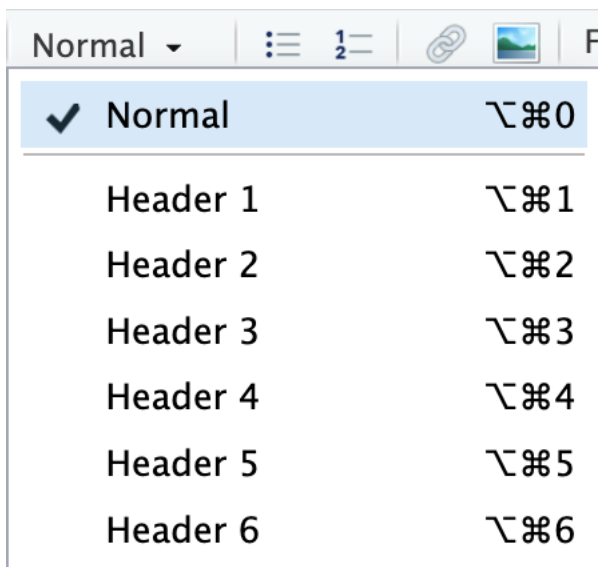 Normal
Normal ⌥⌘0
Header 1 ⌥⌘1
Header 2 ⌥⌘2
Header 3 ⌥⌘3
Header 4 ⌥⌘4
Header 5 ⌥⌘5
Header 6 ⌥⌘6